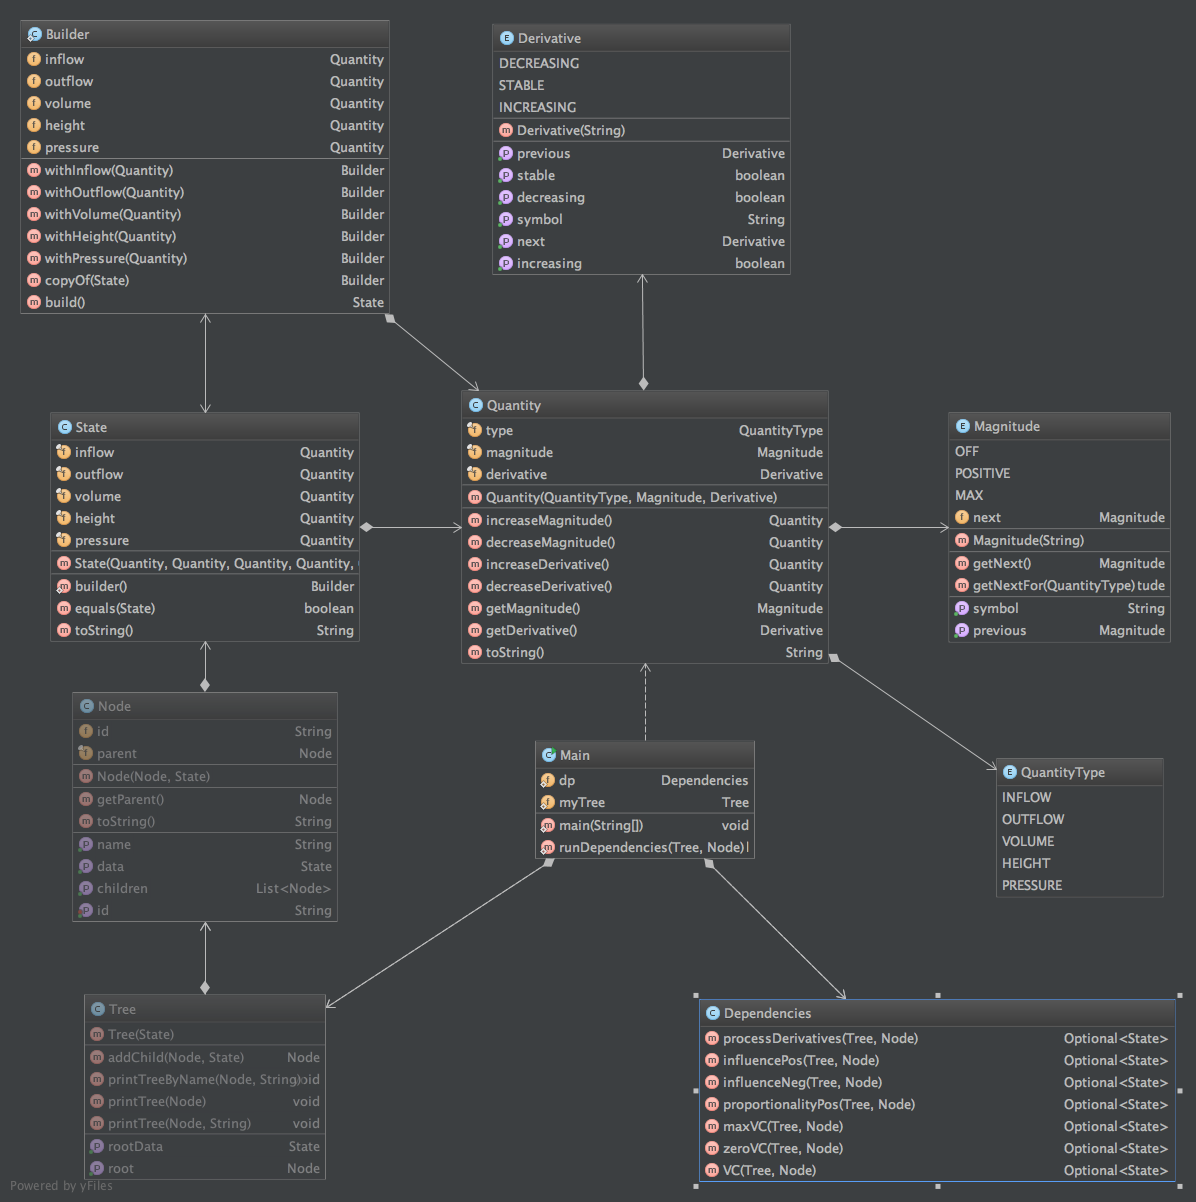 Builder
inflow Quantity
outflow Quantity
volume Quantity
height Quantity
pressure Quantity
withInflow(Quantity) Builder
withOutflow(Quantity) Builder
withVolume(Quantity) Builder
withHeight(Quantity) Builder
withPressure(Quantity) Builder
copyOf(State) Builder
build() State
Derivative
DECREASING
STABLE
INCREASING
Derivative(String)
previous Derivative
stable boolean
decreasing boolean
symbol String
next Derivative
increasing boolean
State
inflow Quantity
outflow Quantity
volume Quantity
height Quantity
pressure Quantity
State(Quantity, Quantity, Quantity, Quantity,
builder() Builder
equals(State) boolean
toString() String
Quantity
type QuantityType
magnitude Magnitude
derivative Derivative
Quantity(QuantityType, Magnitude, Derivative)
increaseMagnitude() Quantity
decreaseMagnitude() Quantity
increaseDerivative() Quantity
decreaseDerivative() Quantity
getMagnitude() Magnitude
getDerivative() Derivative
toString() String
Magnitude
OFF
POSITIVE
MAX
next Magnitude
Magnitude(String)
getNext() Magnitude
getNextFor(QuantityType) tude
symbol String
previous Magnitude
Node
id String
parent Node
Node(Node, State)
getParent() Node
toString() String
name String
data State
children List<Node>
id String
Main
dp Dependencies
myTree Tree
main(String[]) void
runDependencies(Tree, Node)
QuantityType
INFLOW
OUTFLOW
VOLUME
HEIGHT
PRESSURE
Tree
Tree(State)
addChild(Node, State) Node
printTreeByName(Node, String) oid
printTree(Node) void
printTree(Node, String) void
rootData State
root Node
Dependencies
processDerivatives(Tree, Node) Optional<State>
influencePos(Tree, Node) Optional<State>
influenceNeg(Tree, Node) Optional<State>
proportionalityPos(Tree, Node) Optional<State>
maxVC(Tree, Node) Optional<State>
zeroVC(Tree, Node) Optional<State>
VC(Tree, Node) Optional<State>
Powered by yFiles